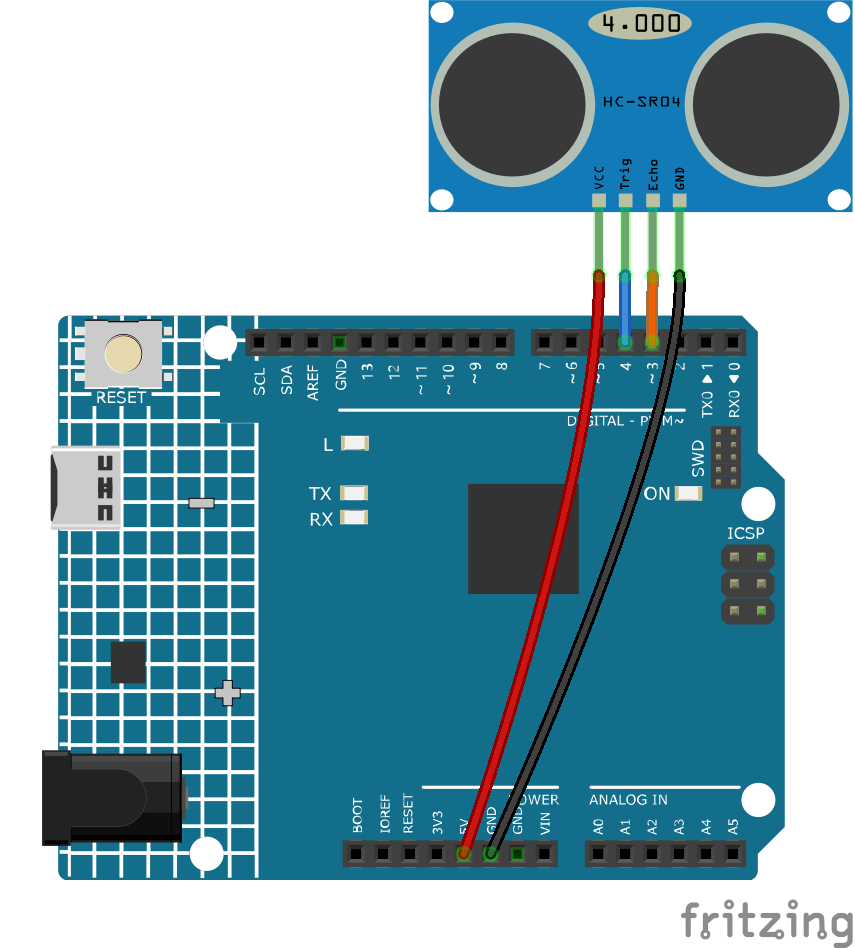 4.000
HC-SR04
VCC Trig Echo GND
RESET
SCL SDA AREF GND 13 12 ~11 ~10 ~9 8 7 ~6 ~5 4 ~3 2 TX0▶1 RX0◀0
DIGITAL - PWM~
L
TX
RX
ON
SWD
ICSP
POWER
ANALOG IN
BOOT IOREF RESET 3V3 5V GND GND VIN A0 A1 A2 A3 A4 A5
fritzing